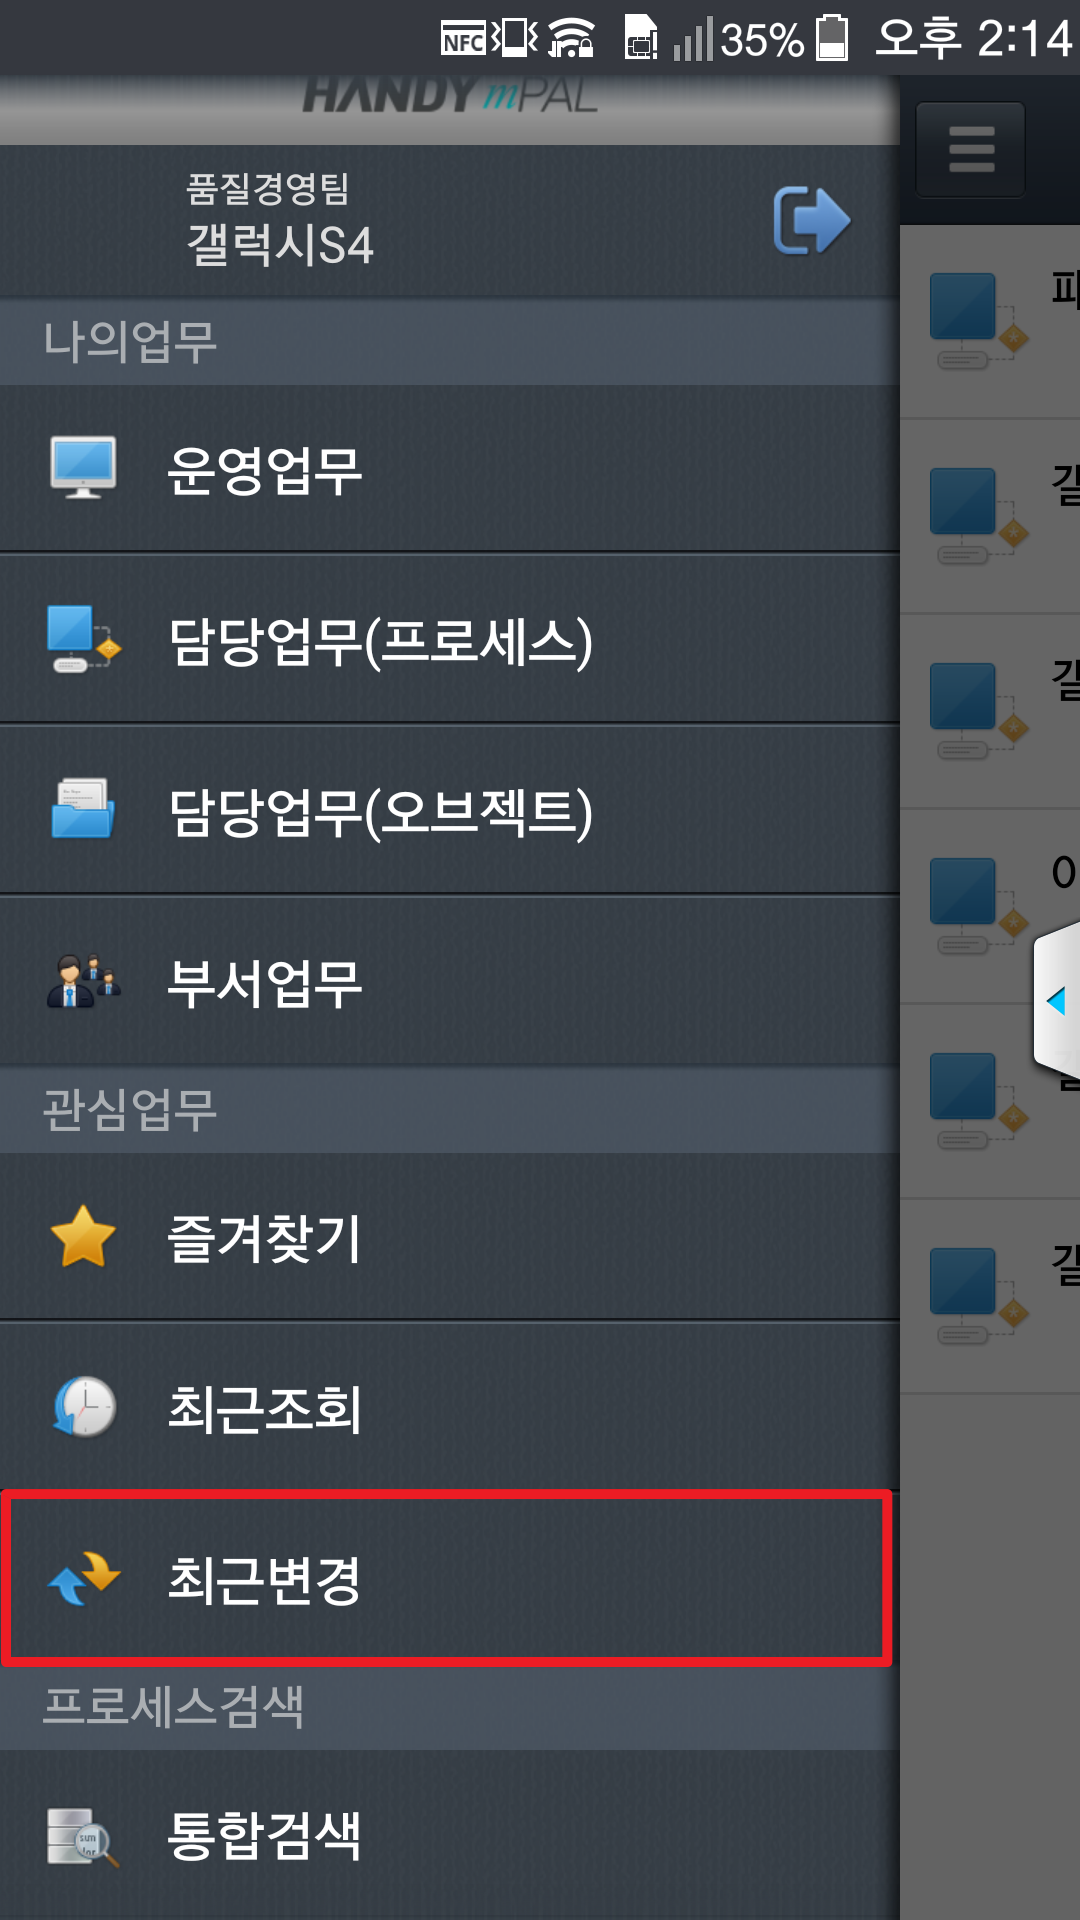 NFC 35% 오후 2:14
HANDY mPAL
품질경영팀
갤럭시S4
나의업무
운영업무
담당업무(프로세스)
담당업무(오브젝트)
부서업무
관심업무
즐겨찾기
최근조회
최근변경
프로세스검색
통합검색